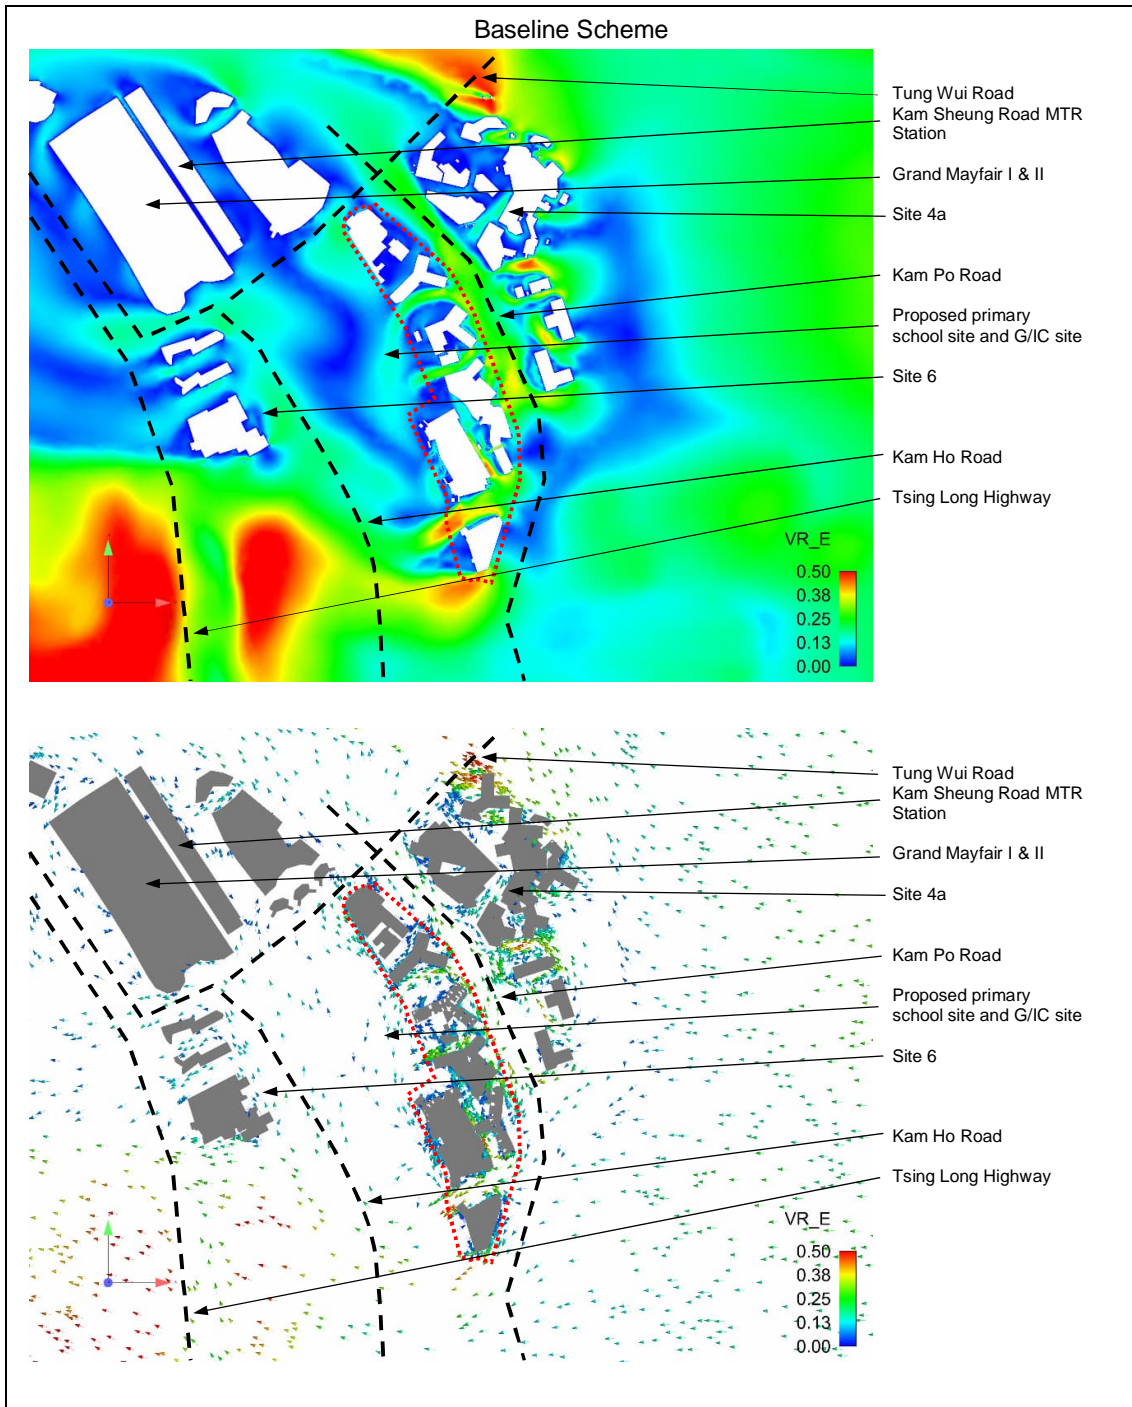 Baseline Scheme
Tung Wui Road
Kam Sheung Road MTR
Station
Grand Mayfair I & II
Site 4a
Kam Po Road
Proposed primary
school site and G/IC site
Site 6
Kam Ho Road
Tsing Long Highway
VR_E
0.50
0.38
0.25
0.13
0.00
Tung Wui Road
Kam Sheung Road MTR
Station
Grand Mayfair I & II
Site 4a
Kam Po Road
Proposed primary
school site and G/IC site
Site 6
Kam Ho Road
Tsing Long Highway
VR_E
0.50
0.38
0.25
0.13
0.00